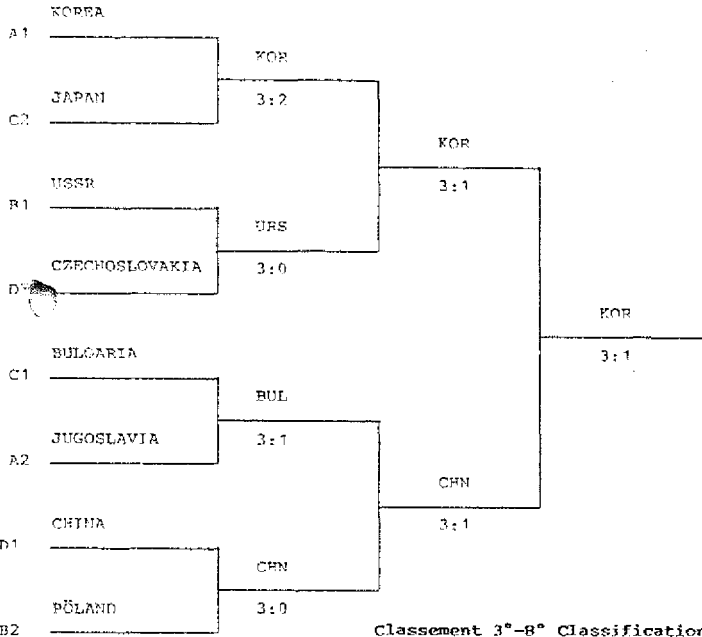 KOREA
A1
KOR
JAPAN
3:2
C2
KOR
USSR
3:1
B1
URS
CZECHOSLOVAKIA
3:0
KOR
BULGARIA
3:1
C1
BUL
JUGOSLAVIA
3:1
A2
CHN
CHINA
3:1
D1
CHN
PÖLAND
3:0
B2
Classement 3°-8° Classification